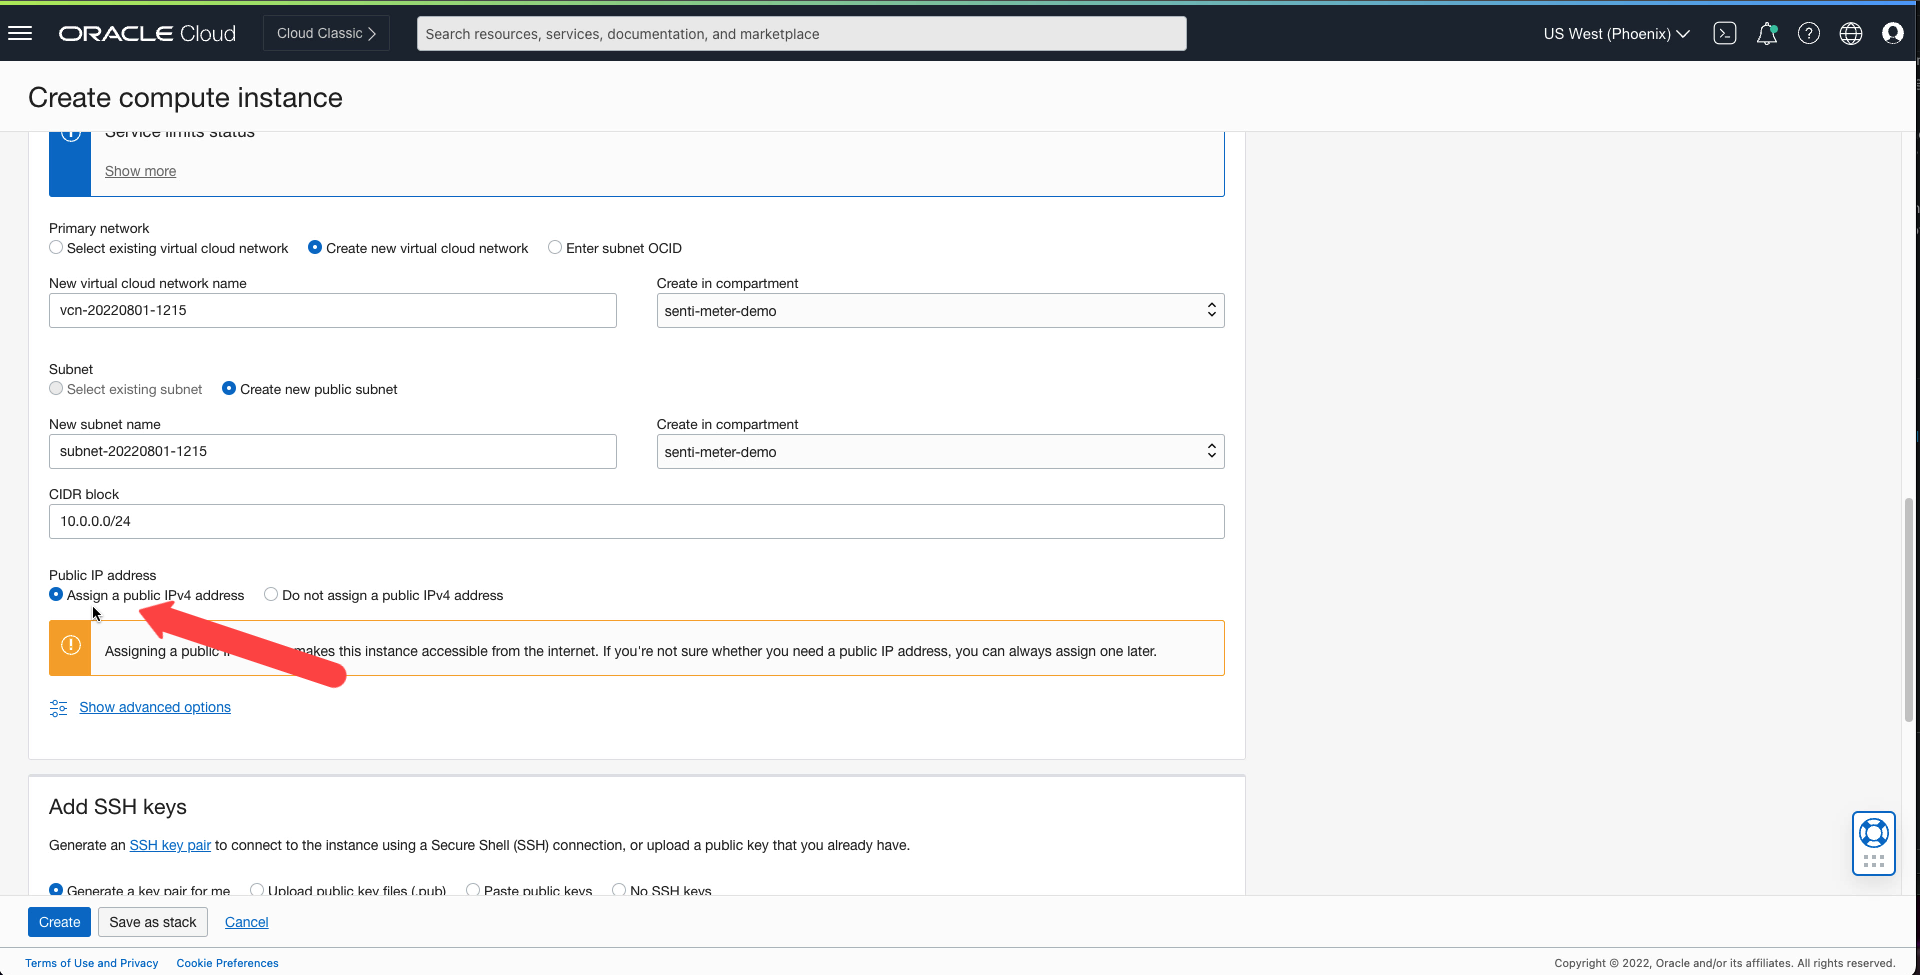 ORACLE Cloud
Cloud Classic
Search resources, services, documentation, and marketplace
US West (Phoenix)
Create compute instance
Service limits status
Show more
Primary network
Select existing virtual cloud network
Create new virtual cloud network
Enter subnet OCID
New virtual cloud network name
Create in compartment
vcn-20220801-1215
senti-meter-demo
Subnet
Select existing subnet
Create new public subnet
New subnet name
Create in compartment
subnet-20220801-1215
senti-meter-demo
CIDR block
10.0.0.0/24
Public IP address
Assign a public IPv4 address
Do not assign a public IPv4 address
Assigning a public makes this instance accessible from the internet. If you're not sure whether you need a public IP address, you can always assign one later.
Show advanced options
Add SSH keys
Generate an SSH key pair to connect to the instance using a Secure Shell (SSH) connection, or upload a public key that you already have.
Generate a key pair for me
Upload public key files (.pub)
Paste public keys
No SSH keys
Create
Save as stack
Cancel
Terms of Use and Privacy
Cookie Preferences
Copyright © 2022, Oracle and/or its affiliates. All rights reserved.